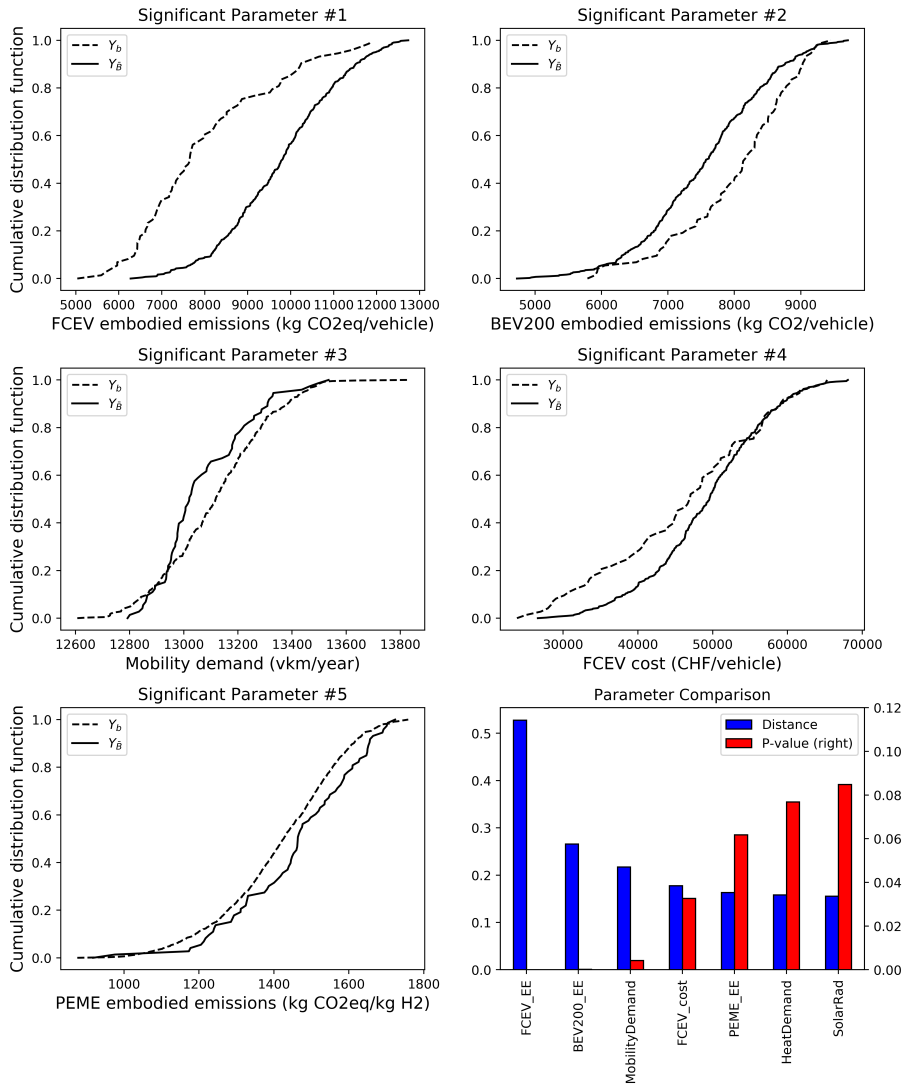 Significant Parameter #1
Cumulative distribution function
1.0
0.8
0.6
0.4
0.2
0.0
Y_b
Y_B̄
5000 6000 7000 8000 9000 10000 11000 12000 13000
FCEV embodied emissions (kg CO2eq/vehicle)
Significant Parameter #2
1.0
0.8
0.6
0.4
0.2
0.0
Y_b
Y_B̄
5000 6000 7000 8000 9000
BEV200 embodied emissions (kg CO2/vehicle)
Significant Parameter #3
Cumulative distribution function
1.0
0.8
0.6
0.4
0.2
0.0
Y_b
Y_B̄
12600 12800 13000 13200 13400 13600 13800
Mobility demand (vkm/year)
Significant Parameter #4
1.0
0.8
0.6
0.4
0.2
0.0
Y_b
Y_B̄
30000 40000 50000 60000 70000
FCEV cost (CHF/vehicle)
Significant Parameter #5
Cumulative distribution function
1.0
0.8
0.6
0.4
0.2
0.0
Y_b
Y_B̄
1000 1200 1400 1600 1800
PEME embodied emissions (kg CO2eq/kg H2)
Parameter Comparison
0.5
0.4
0.3
0.2
0.1
0.0
Distance
P-value (right)
0.12
0.10
0.08
0.06
0.04
0.02
0.00
FCEV_EE
BEV200_EE
MobilityDemand
FCEV_cost
PEME_EE
HeatDemand
SolarRad